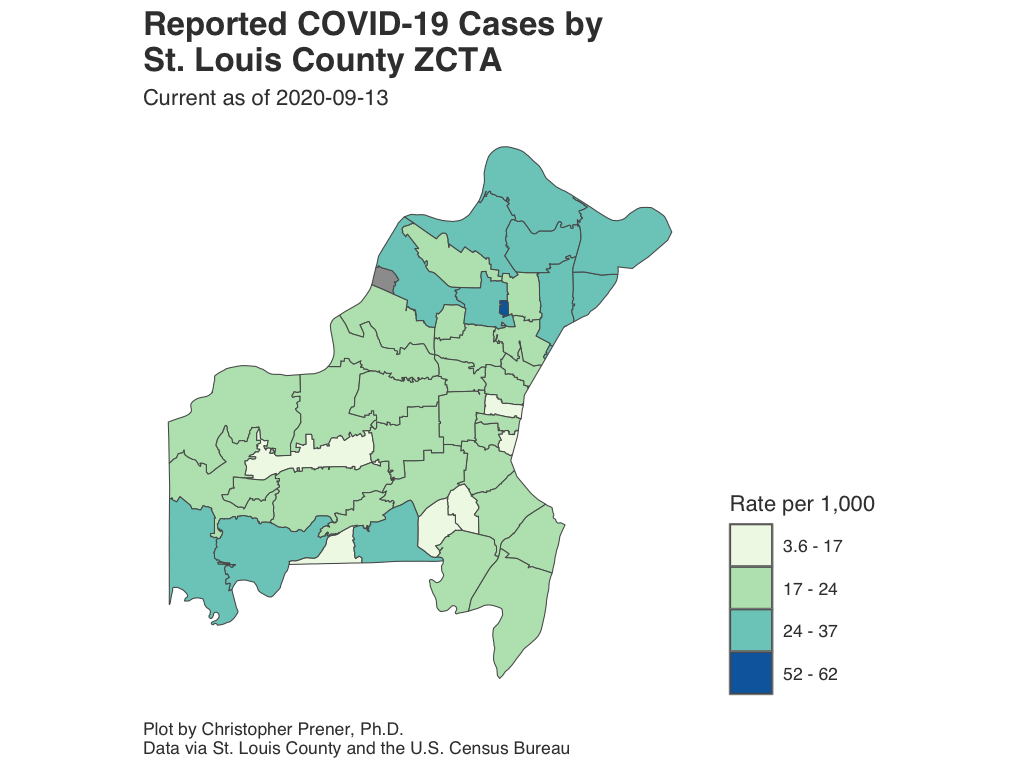 Reported COVID-19 Cases by
St. Louis County ZCTA
Current as of 2020-09-13
Rate per 1,000
3.6 - 17
17 - 24
24 - 37
52 - 62
Plot by Christopher Prener, Ph.D.
Data via St. Louis County and the U.S. Census Bureau